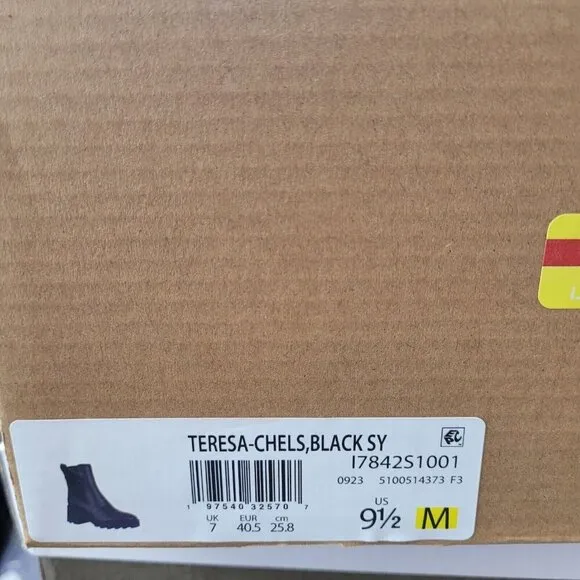 L
TERESA-CHELS,BLACK SY
I7842S1001
0923 5100514373 F3
1 97540 32570 7
UK EUR cm
7 40.5 25.8
US
9½ M